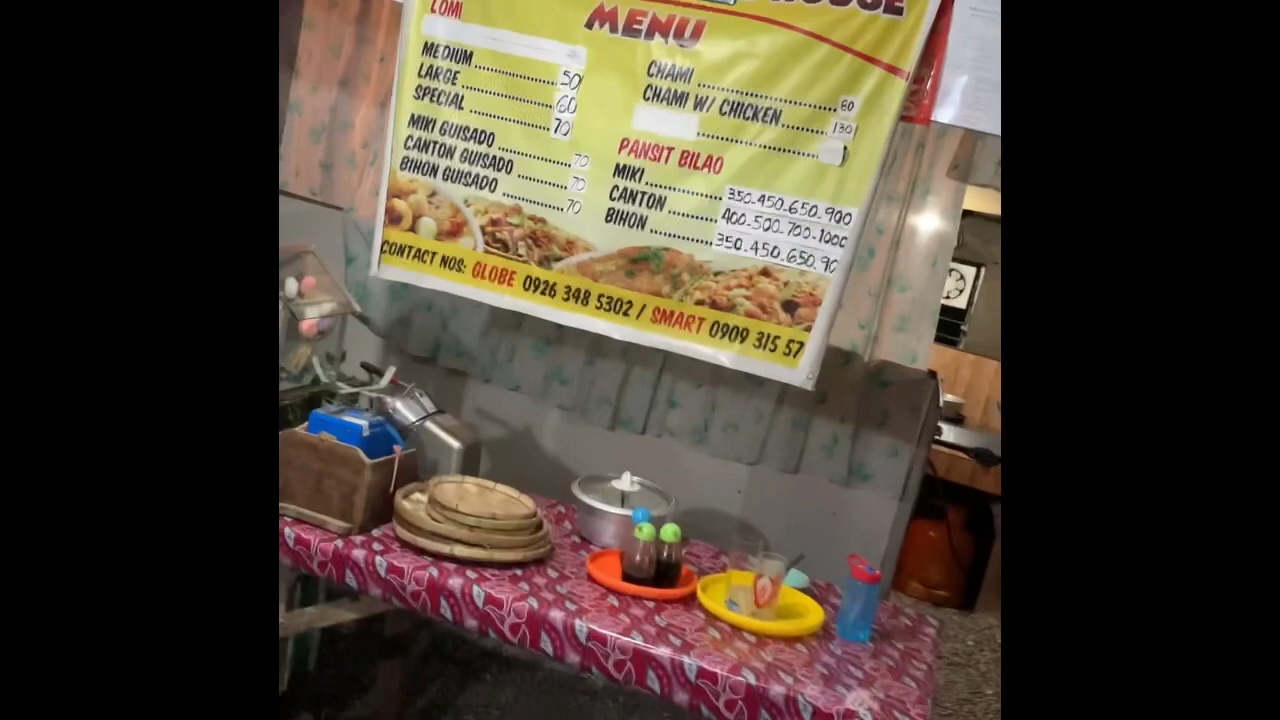 HOUSE
MENU
LOMI
MEDIUM 50
LARGE 60
SPECIAL 70
MIKI GUISADO 70
CANTON GUISADO 70
BIHON GUISADO 70
CHAMI 80
CHAMI W/ CHICKEN 130
PANSIT BILAO
MIKI 350-450-650-900
CANTON 400-500-700-1000
BIHON 350-450-650-90
CONTACT NOS: GLOBE 0926 348 5302 / SMART 0909 315 57